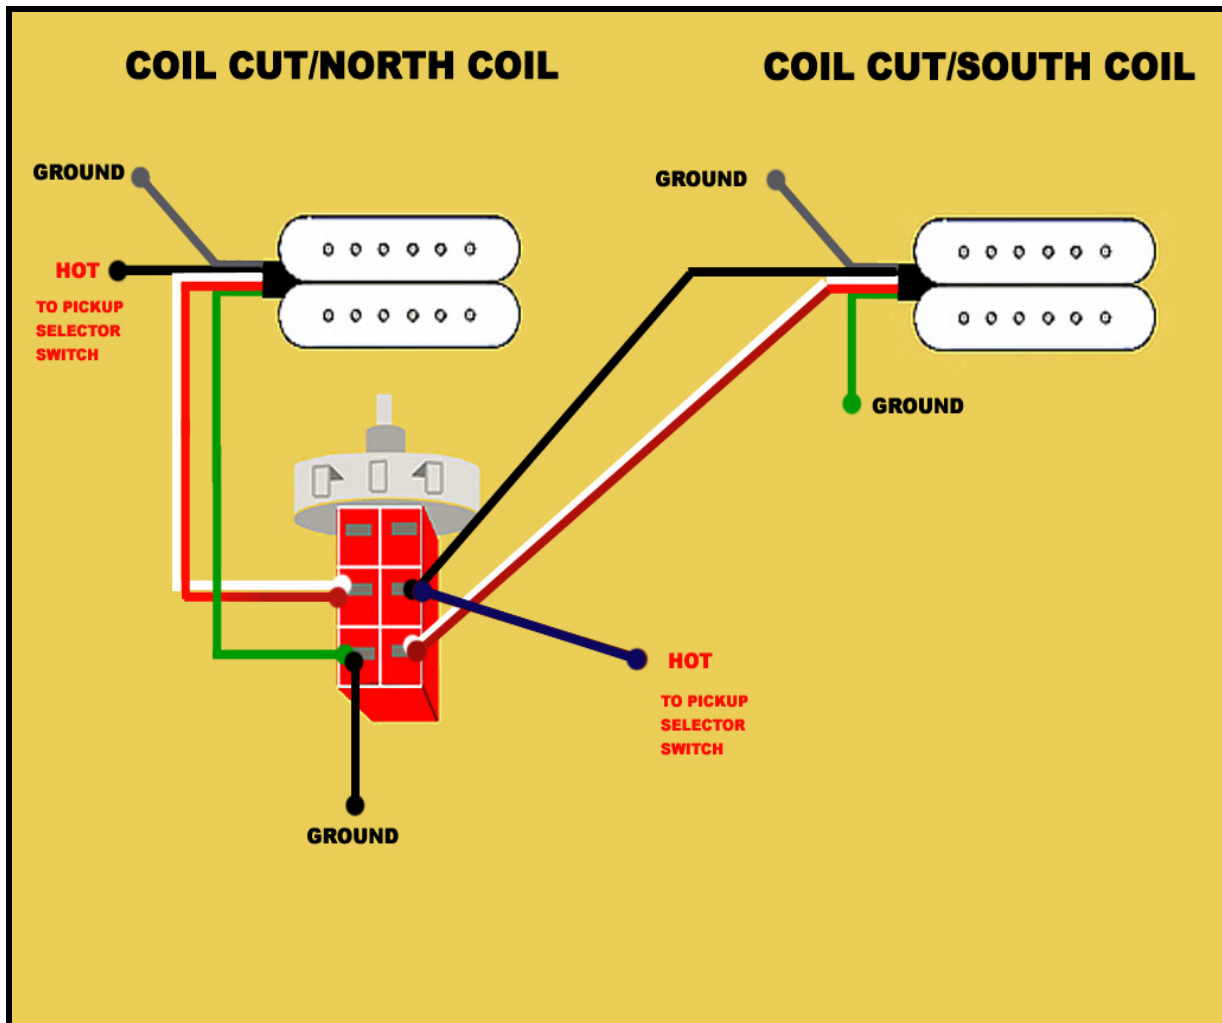 COIL CUT/NORTH COIL
COIL CUT/SOUTH COIL
GROUND
GROUND
HOT
TO PICKUP
SELECTOR
SWITCH
GROUND
HOT
TO PICKUP
SELECTOR
SWITCH
GROUND